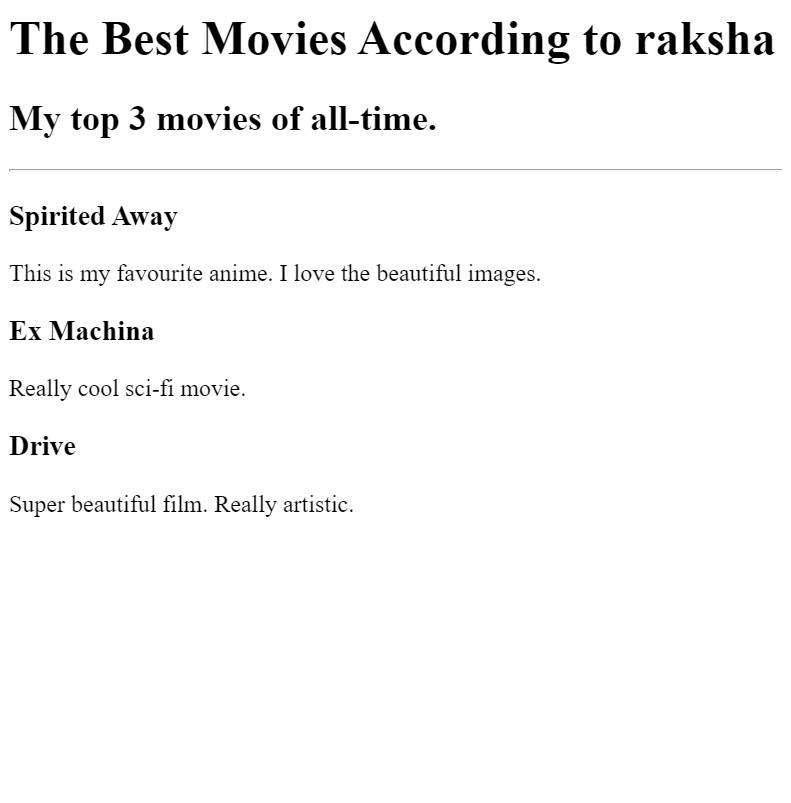 The Best Movies According to raksha
My top 3 movies of all-time.
Spirited Away
This is my favourite anime. I love the beautiful images.
Ex Machina
Really cool sci-fi movie.
Drive
Super beautiful film. Really artistic.